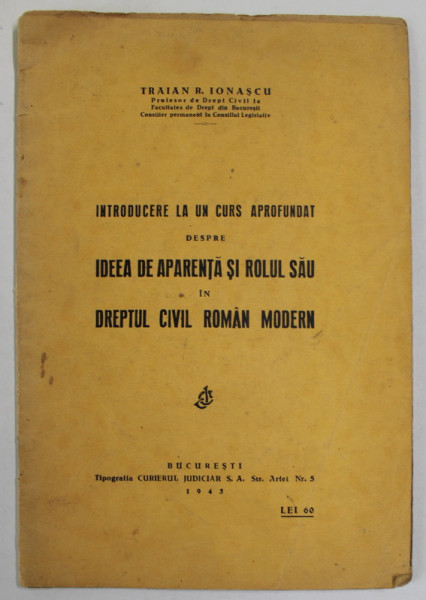 TRAIAN R. IONAȘCU
Profesor de Drept Civil la
Facultatea de Drept din București
Consilier permanent la Consiliul Legislativ
INTRODUCERE LA UN CURS APROFUNDAT
DESPRE
IDEEA DE APARENȚĂ ȘI ROLUL SĂU
ÎN
DREPTUL CIVIL ROMÂN MODERN
BUCUREȘTI
Tipografia CURIERUL JUDICIAR S. A. Str. Artei Nr. 5
1943
LEI 60